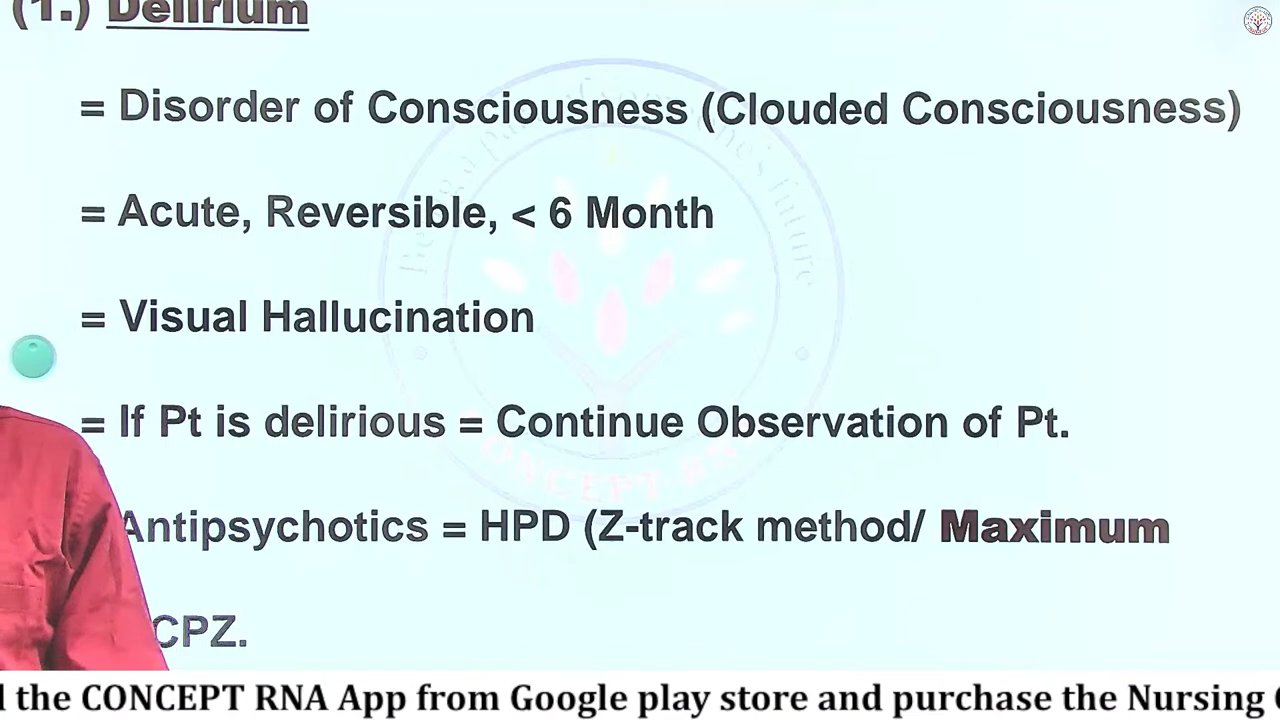 (1.) Delirium
= Disorder of Consciousness (Clouded Consciousness)
= Acute, Reversible, < 6 Month
= Visual Hallucination
= If Pt is delirious = Continue Observation of Pt.
Antipsychotics = HPD (Z-track method/ Maximum
CPZ.
the CONCEPT RNA App from Google play store and purchase the Nursing